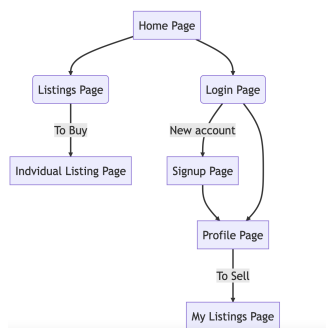 Home Page
Listings Page
Login Page
To Buy
New account
Indvidual Listing Page
Signup Page
Profile Page
To Sell
My Listings Page